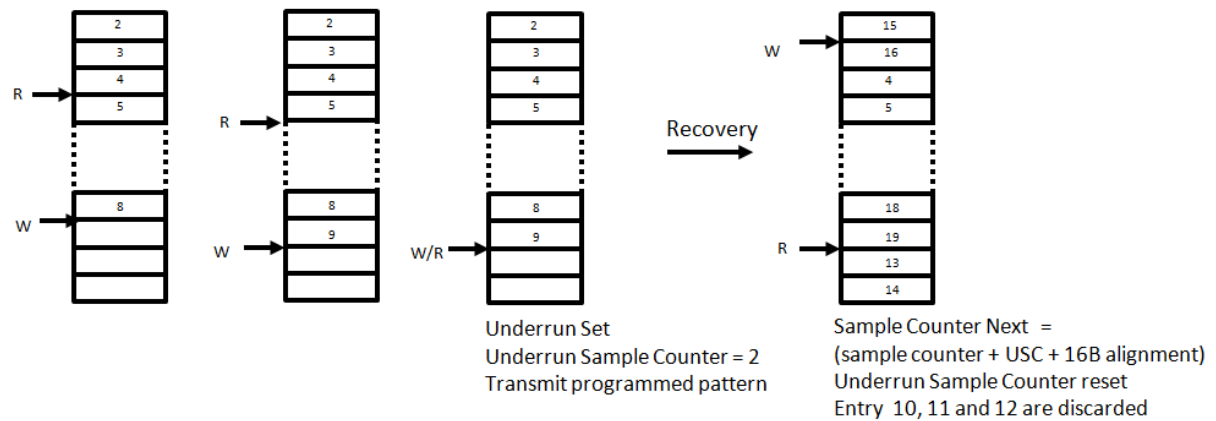 2
3
4
5
R
8
W
2
3
4
5
R
8
9
W
2
3
4
5
8
9
W/R
Underrun Set
Underrun Sample Counter = 2
Transmit programmed pattern
Recovery
15
16
4
5
W
18
19
13
14
R
Sample Counter Next =
(sample counter + USC + 16B alignment)
Underrun Sample Counter reset
Entry 10, 11 and 12 are discarded